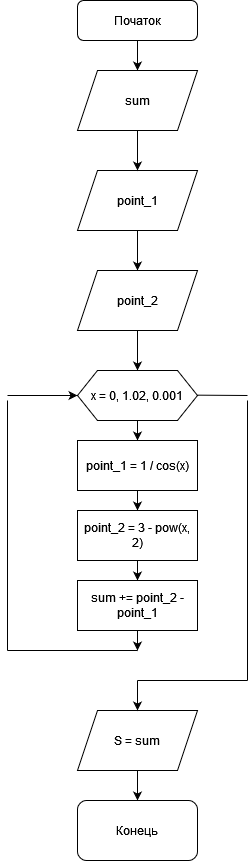 Початок
sum
point_1
point_2
x = 0, 1.02, 0.001
point_1 = 1 / cos(x)
point_2 = 3 - pow(x,
2)
sum += point_2 -
point_1
S = sum
Конець